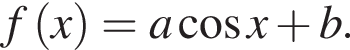 f (x) = a cos x + b.